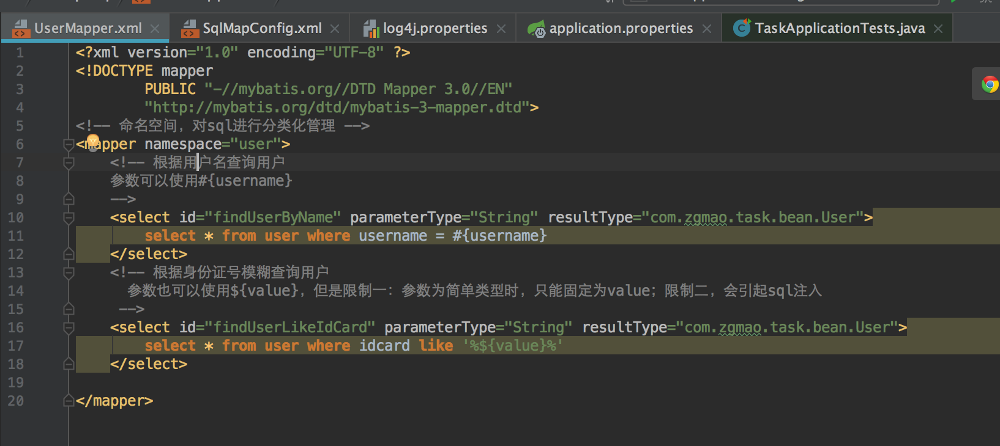 UserMapper.xml SqlMapConfig.xml log4j.properties application.properties TaskApplicationTests.java
1 <?xml version="1.0" encoding="UTF-8" ?>
2 <!DOCTYPE mapper
3 PUBLIC "-//mybatis.org//DTD Mapper 3.0//EN"
4 "http://mybatis.org/dtd/mybatis-3-mapper.dtd">
5 <!-- 命名空间，对sql进行分类化管理 -->
6 <mapper namespace="user">
7 <!-- 根据用户名查询用户
8 参数可以使用#{username}
9 -->
10 <select id="findUserByName" parameterType="String" resultType="com.zgmao.task.bean.User">
11 select * from user where username = #{username}
12 </select>
13 <!-- 根据身份证号模糊查询用户
14 参数也可以使用${value}，但是限制一：参数为简单类型时，只能固定为value；限制二，会引起sql注入
15 -->
16 <select id="findUserLikeIdCard" parameterType="String" resultType="com.zgmao.task.bean.User">
17 select * from user where idcard like '%${value}%'
18 </select>
19
20 </mapper>